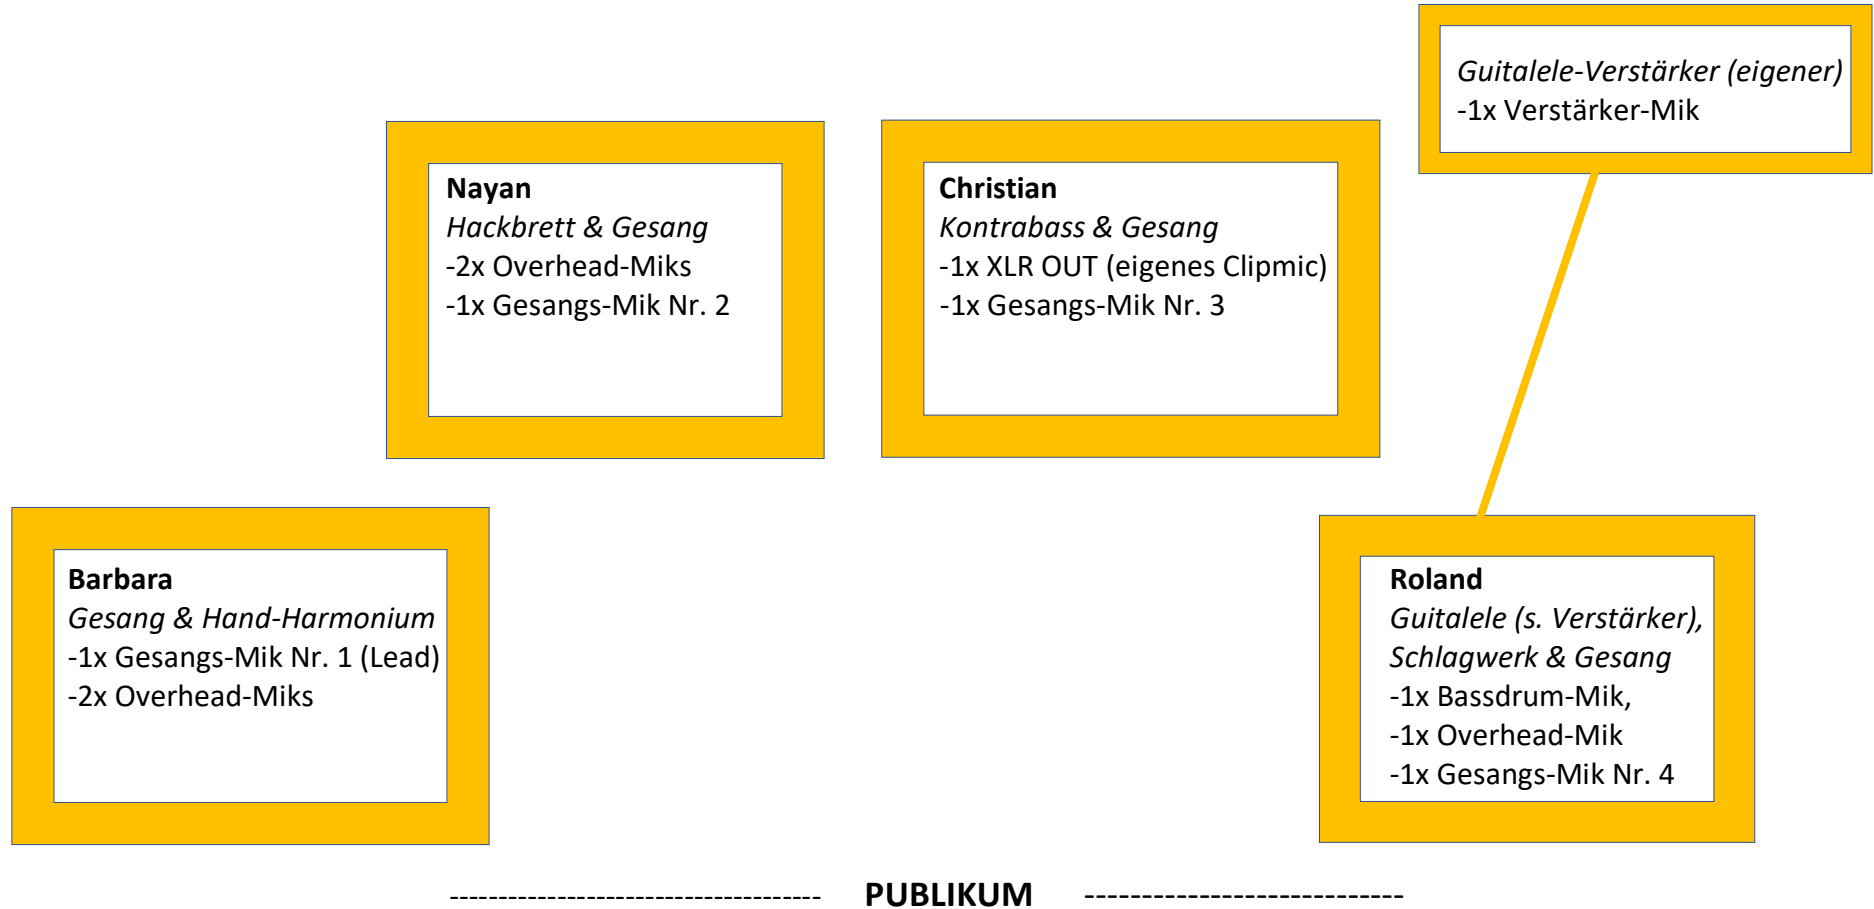 Guitalele-Verstärker (eigener)
-1x Verstärker-Mik
Nayan
Hackbrett & Gesang
-2x Overhead-Miks
-1x Gesangs-Mik Nr. 2
Christian
Kontrabass & Gesang
-1x XLR OUT (eigenes Clipmic)
-1x Gesangs-Mik Nr. 3
Barbara
Gesang & Hand-Harmonium
-1x Gesangs-Mik Nr. 1 (Lead)
-2x Overhead-Miks
Roland
Guitalele (s. Verstärker),
Schlagwerk & Gesang
-1x Bassdrum-Mik,
-1x Overhead-Mik
-1x Gesangs-Mik Nr. 4
-------------------------------------- PUBLIKUM ----------------------------